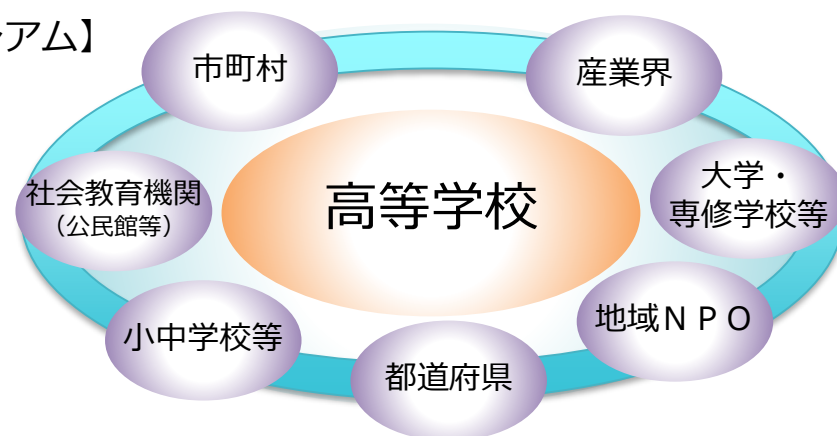 アム】
市町村
産業界
社会教育機関
（公民館等）
高等学校
大学・
専修学校等
小中学校等
地域ＮＰＯ
都道府県